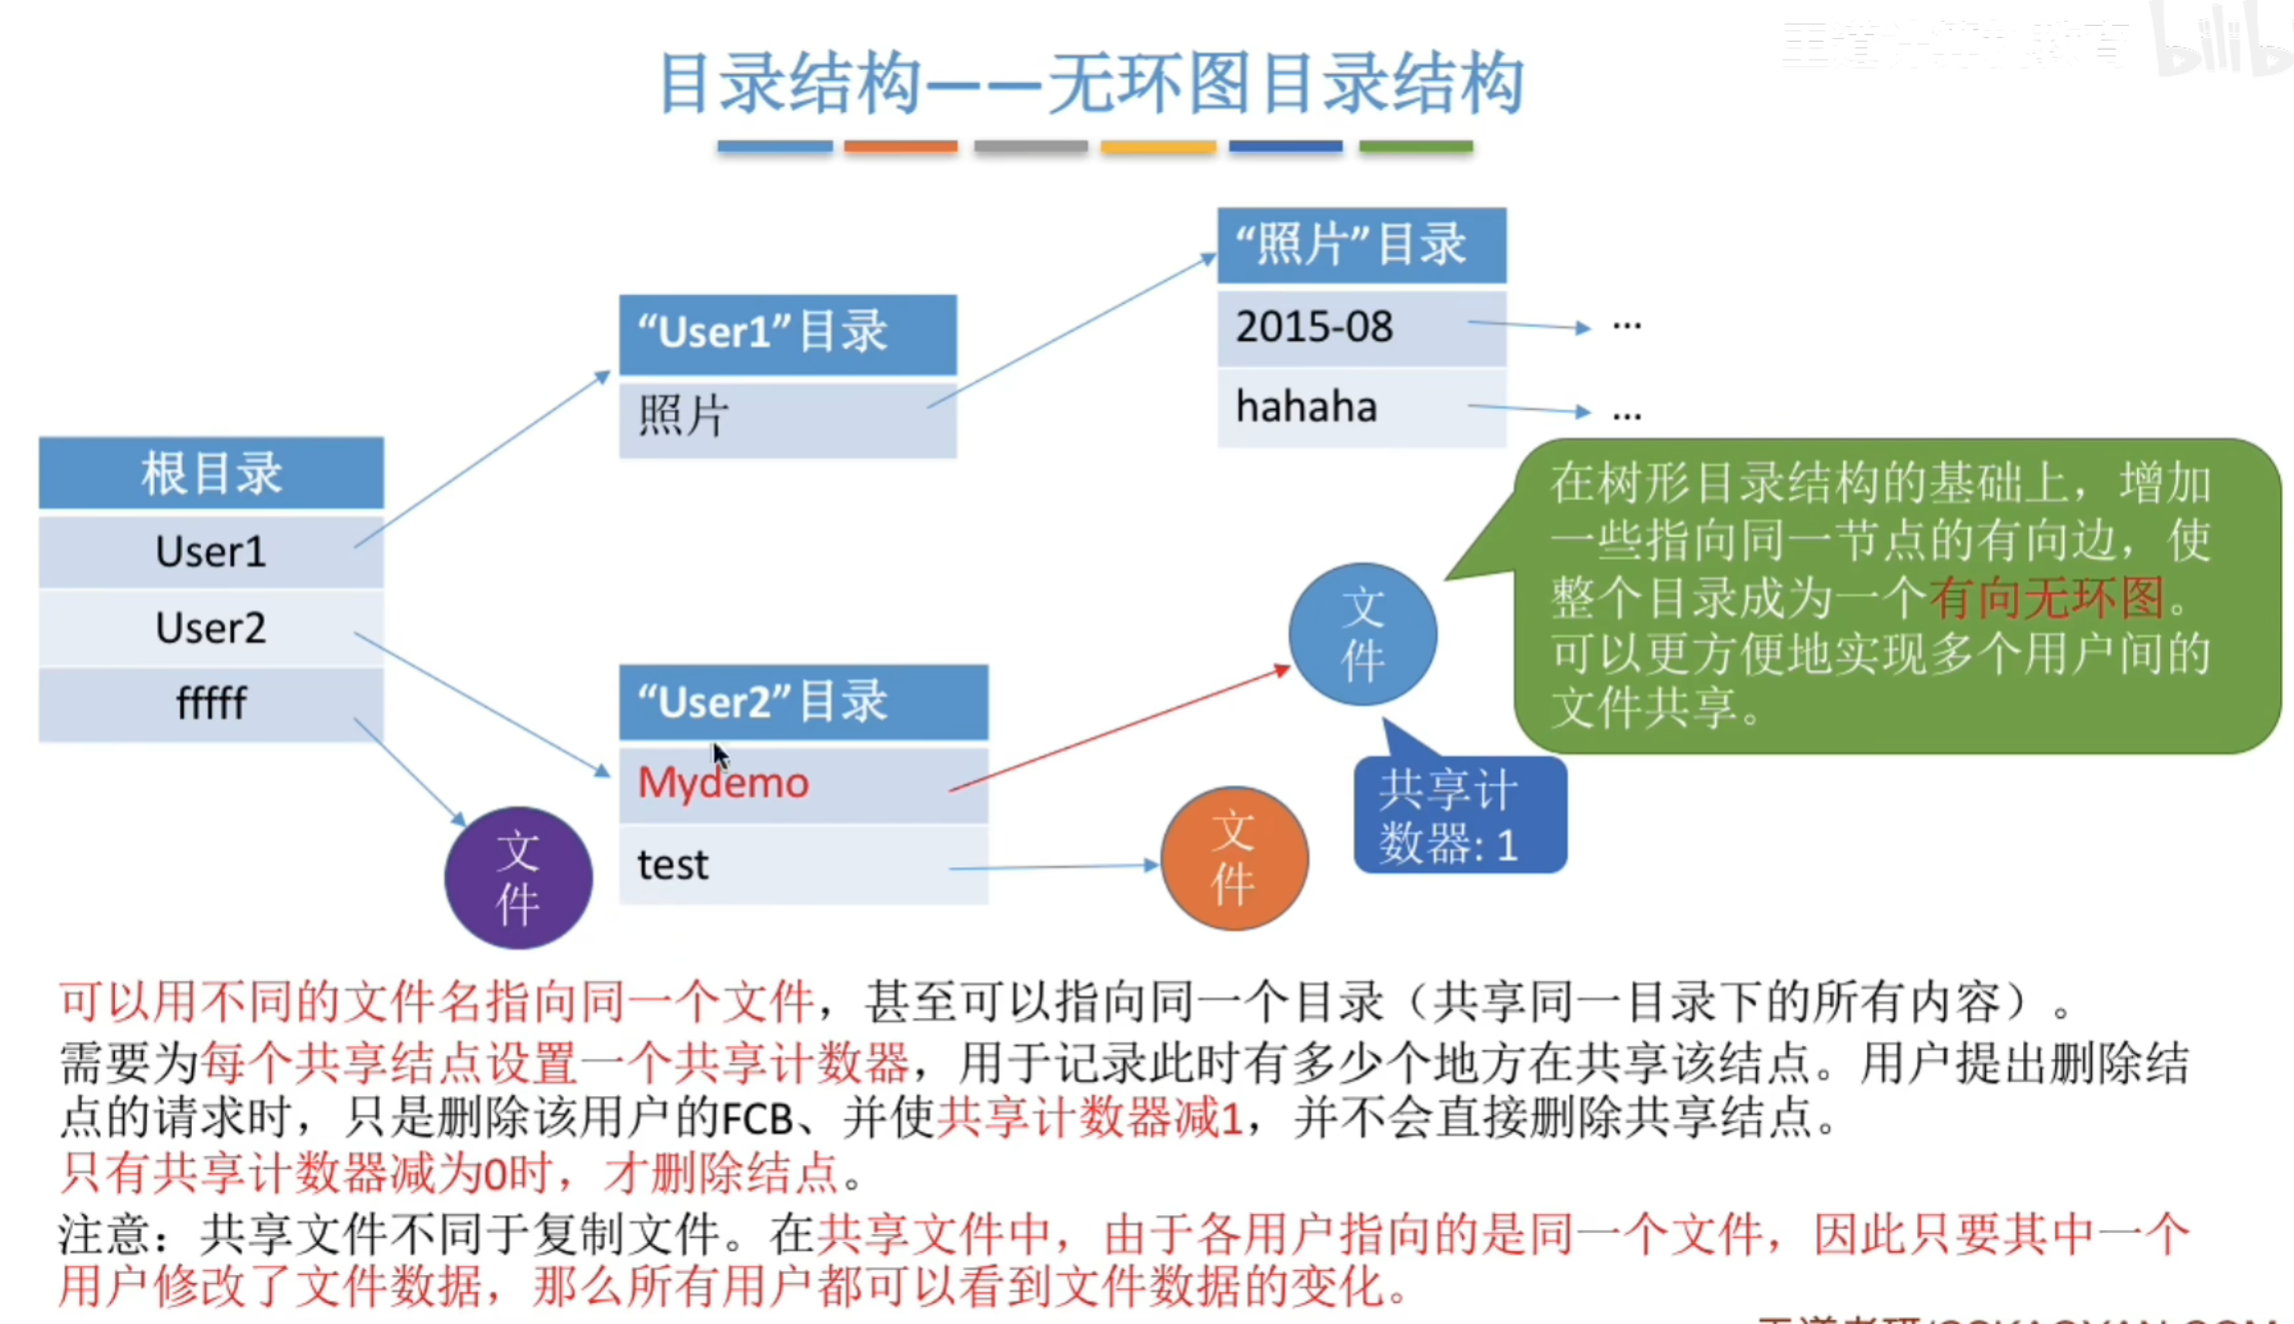 王道计算机教育 bilib
目录结构——无环图目录结构
“照片”目录
2015-08
...
hahaha
...
“User1”目录
照片
根目录
User1
User2
fffff
文
件
“User2”目录
Mydemo
test
文
件
文
件
共享计
数器: 1
在树形目录结构的基础上，增加
一些指向同一节点的有向边，使
整个目录成为一个有向无环图。
可以更方便地实现多个用户间的
文件共享。
可以用不同的文件名指向同一个文件，甚至可以指向同一个目录（共享同一目录下的所有内容）。
需要为每个共享结点设置一个共享计数器，用于记录此时有多少个地方在共享该结点。用户提出删除结
点的请求时，只是删除该用户的FCB、并使共享计数器减1，并不会直接删除共享结点。
只有共享计数器减为0时，才删除结点。
注意：共享文件不同于复制文件。在共享文件中，由于各用户指向的是同一个文件，因此只要其中一个
用户修改了文件数据，那么所有用户都可以看到文件数据的变化。